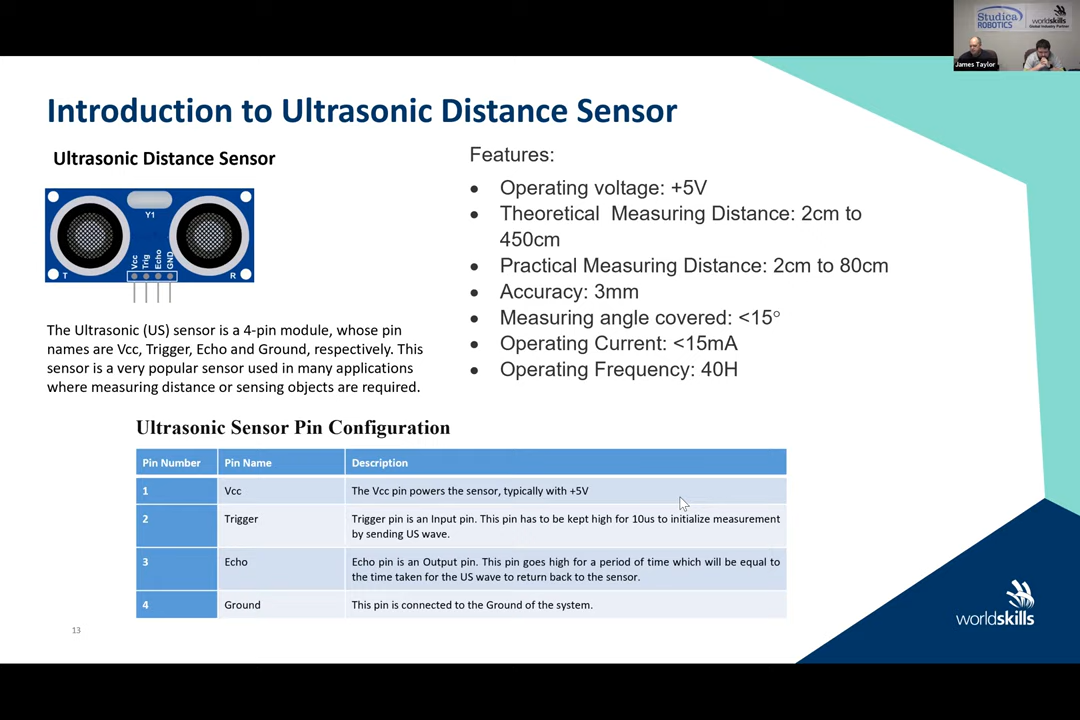 Studica
ROBOTICS
worldskills
Global Industry Partner
James Taylor
Introduction to Ultrasonic Distance Sensor
Ultrasonic Distance Sensor
Y1
Vcc
Trig
Echo
GND
T
R
The Ultrasonic (US) sensor is a 4-pin module, whose pin
names are Vcc, Trigger, Echo and Ground, respectively. This
sensor is a very popular sensor used in many applications
where measuring distance or sensing objects are required.
Features:
• Operating voltage: +5V
• Theoretical Measuring Distance: 2cm to
450cm
• Practical Measuring Distance: 2cm to 80cm
• Accuracy: 3mm
• Measuring angle covered: <15°
• Operating Current: <15mA
• Operating Frequency: 40H
Ultrasonic Sensor Pin Configuration
Pin Number Pin Name Description
1 Vcc The Vcc pin powers the sensor, typically with +5V
2 Trigger Trigger pin is an Input pin. This pin has to be kept high for 10us to initialize measurement
by sending US wave.
3 Echo Echo pin is an Output pin. This pin goes high for a period of time which will be equal to
the time taken for the US wave to return back to the sensor.
4 Ground This pin is connected to the Ground of the system.
13
worldskills